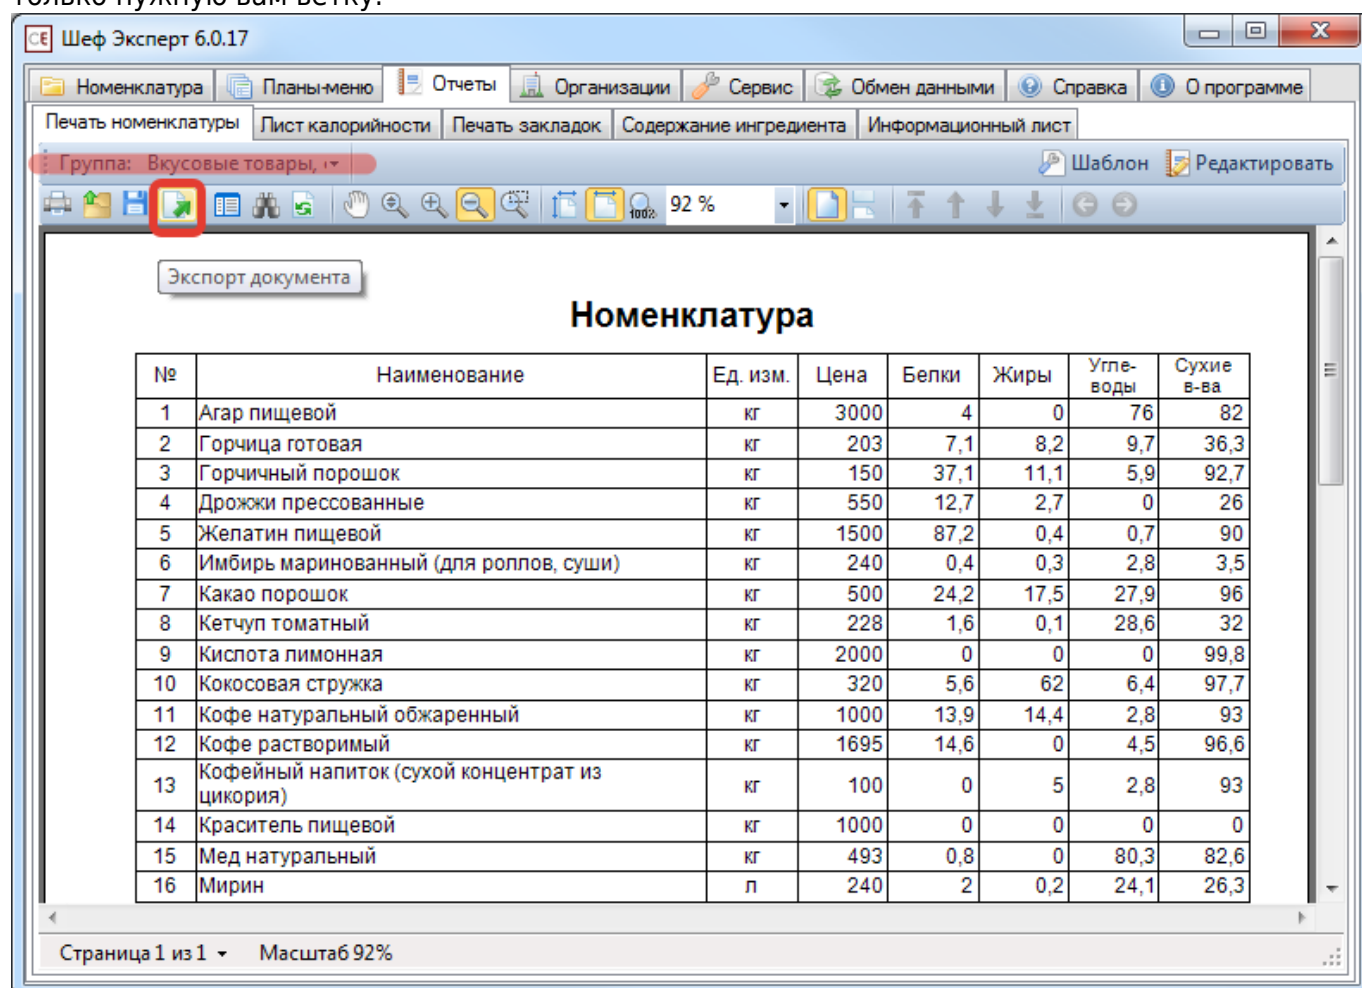 только нужную вам ветку.
CE Шеф Эксперт 6.0.17
Номенклатура Планы-меню Отчеты Организации Сервис Обмен данными Справка О программе
Печать номенклатуры Лист калорийности Печать закладок Содержание ингредиента Информационный лист
Группа: Вкусовые товары, Шаблон Редактировать
100% 92 %
Экспорт документа
Номенклатура
№ Наименование Ед. изм. Цена Белки Жиры Угле- Сухие
воды в-ва
1 Агар пищевой кг 3000 4 0 76 82
2 Горчица готовая кг 203 7,1 8,2 9,7 36,3
3 Горчичный порошок кг 150 37,1 11,1 5,9 92,7
4 Дрожжи прессованные кг 550 12,7 2,7 0 26
5 Желатин пищевой кг 1500 87,2 0,4 0,7 90
6 Имбирь маринованный (для роллов, суши) кг 240 0,4 0,3 2,8 3,5
7 Какао порошок кг 500 24,2 17,5 27,9 96
8 Кетчуп томатный кг 228 1,6 0,1 28,6 32
9 Кислота лимонная кг 2000 0 0 0 99,8
10 Кокосовая стружка кг 320 5,6 62 6,4 97,7
11 Кофе натуральный обжаренный кг 1000 13,9 14,4 2,8 93
12 Кофе растворимый кг 1695 14,6 0 4,5 96,6
13 Кофейный напиток (сухой концентрат из
цикория) кг 100 0 5 2,8 93
14 Краситель пищевой кг 1000 0 0 0 0
15 Мед натуральный кг 493 0,8 0 80,3 82,6
16 Мирин л 240 2 0,2 24,1 26,3
Страница 1 из 1 Масштаб 92%